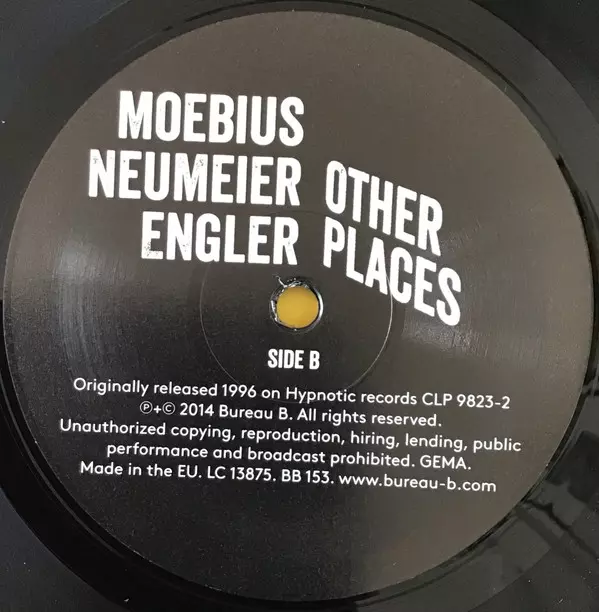 MOEBIUS
NEUMEIER
ENGLER
OTHER
PLACES
SIDE B
Originally released 1996 on Hypnotic records CLP 9823-2
℗+© 2014 Bureau B. All rights reserved.
Unauthorized copying, reproduction, hiring, lending, public
performance and broadcast prohibited. GEMA.
Made in the EU. LC 13875. BB 153. www.bureau-b.com